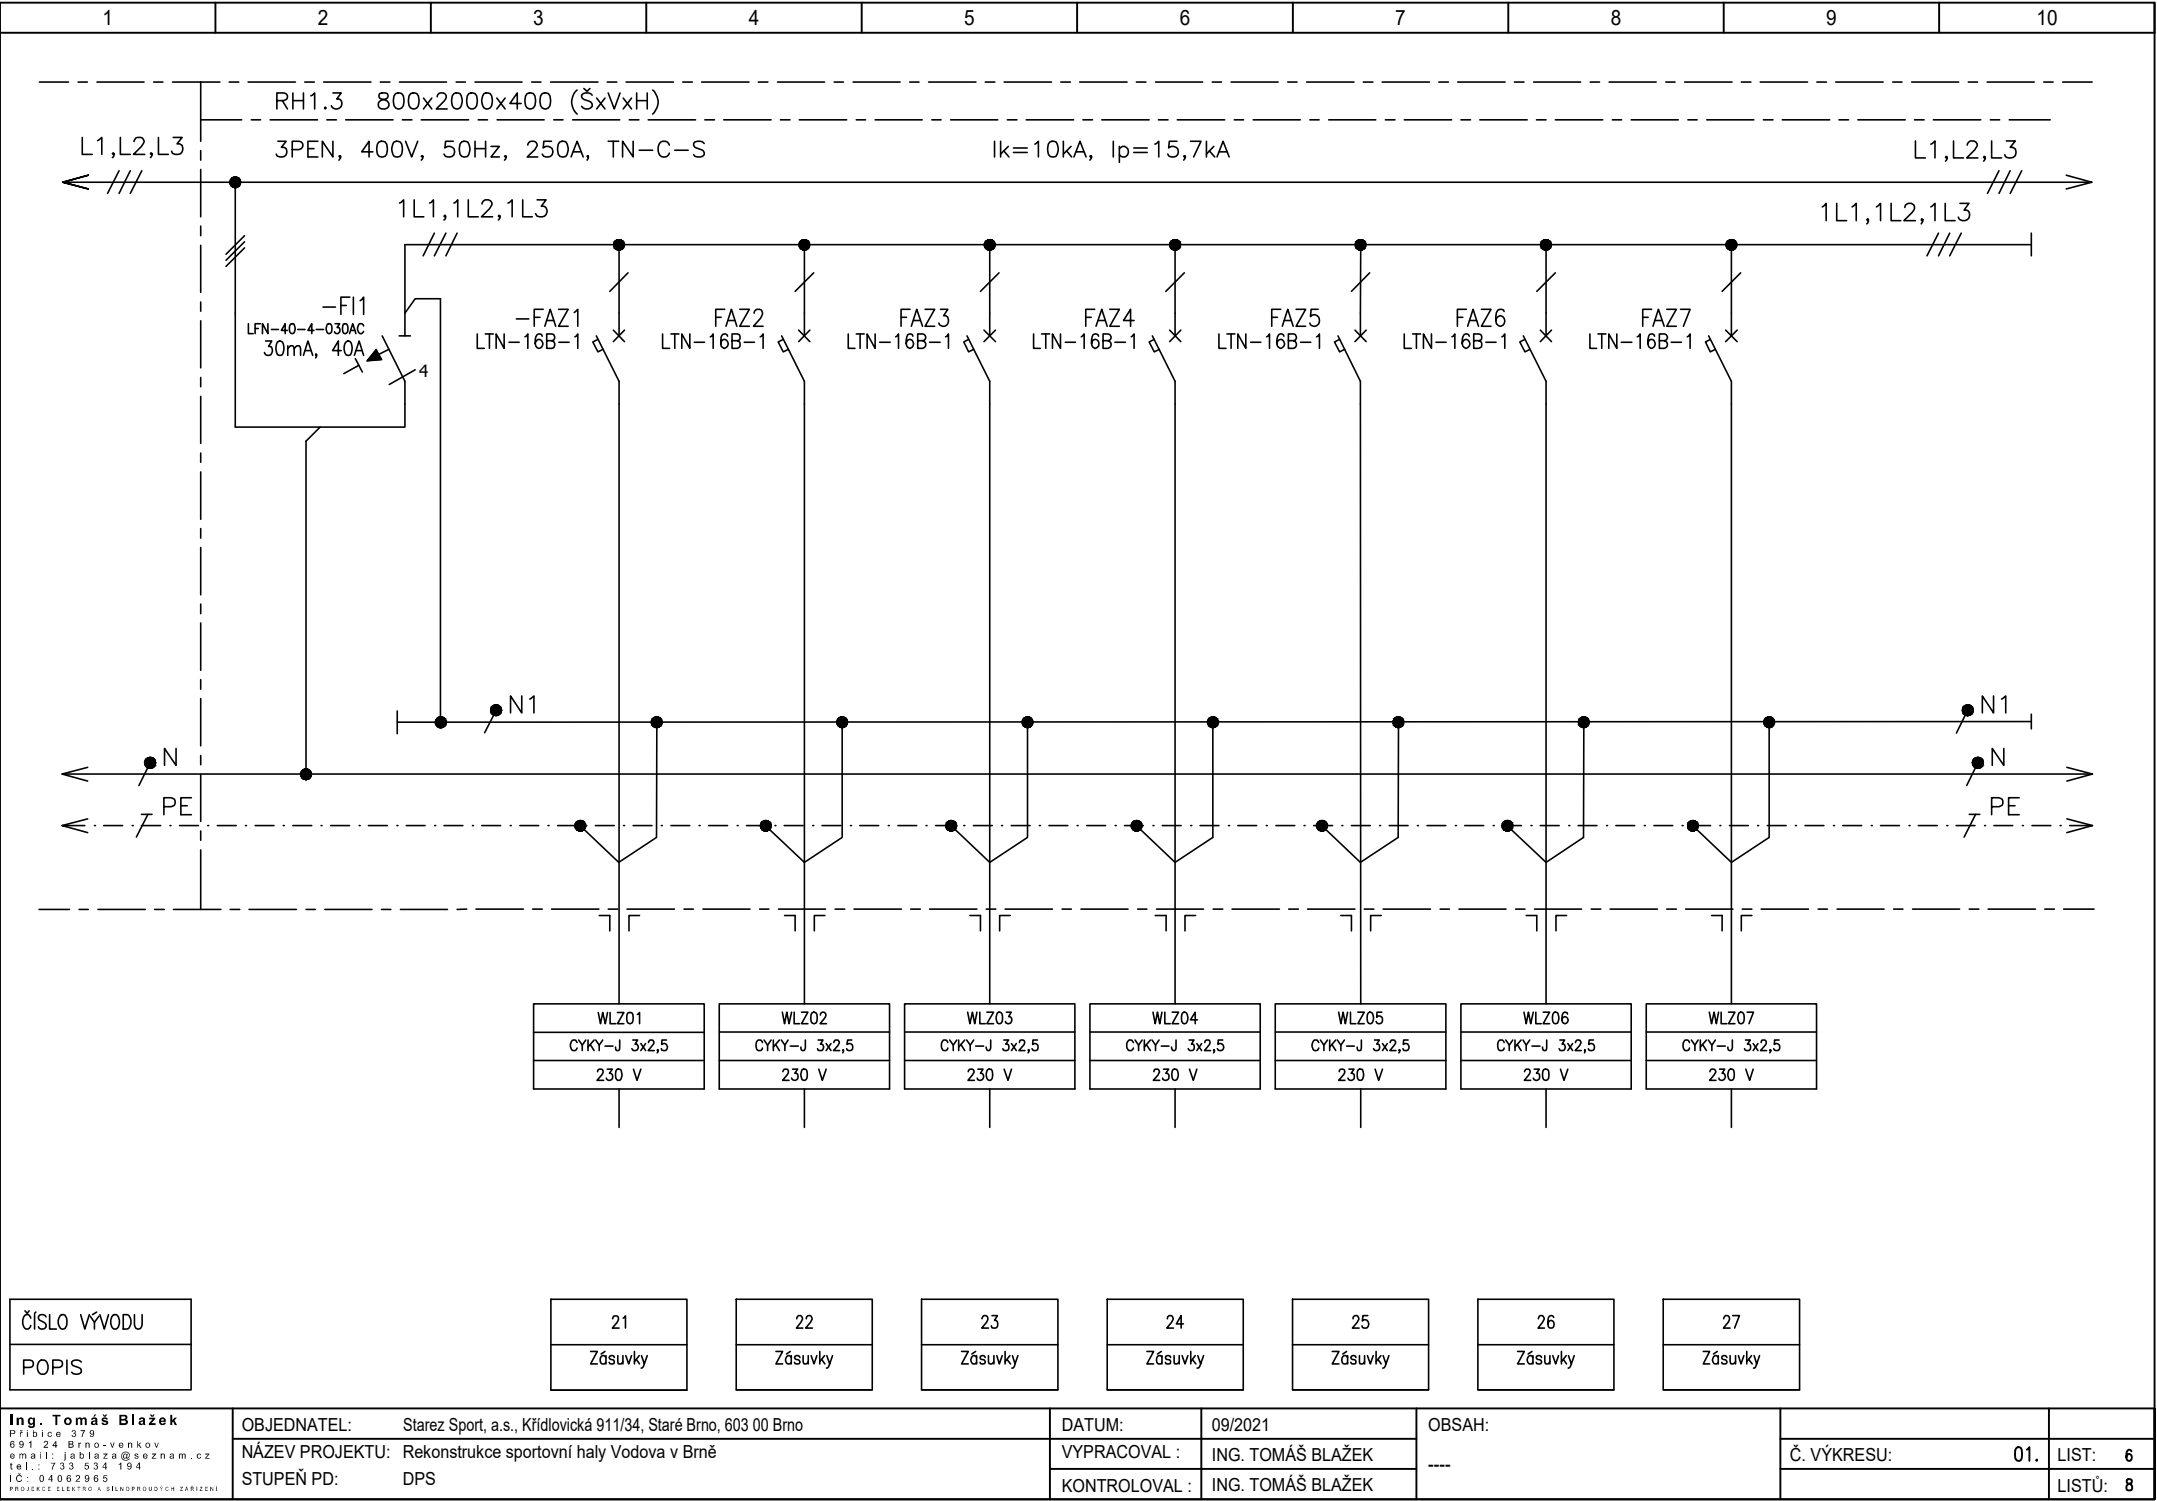 1 2 3 4 5 6 7 8 9 10
RH1.3 800x2000x400 (ŠxVxH)
L1,L2,L3 3PEN, 400V, 50Hz, 250A, TN-C-S Ik=10kA, Ip=15,7kA L1,L2,L3
1L1,1L2,1L3 1L1,1L2,1L3
-FI1 -FAZ1 FAZ2 FAZ3 FAZ4 FAZ5 FAZ6 FAZ7
LFN-40-4-030AC
LTN-16B-1 LTN-16B-1 LTN-16B-1 LTN-16B-1 LTN-16B-1 LTN-16B-1 LTN-16B-1
30mA, 40A
4
N1 N1
N N
PE PE
WLZ01 WLZ02 WLZ03 WLZ04 WLZ05 WLZ06 WLZ07
CYKY-J 3x2,5 CYKY-J 3x2,5 CYKY-J 3x2,5 CYKY-J 3x2,5 CYKY-J 3x2,5 CYKY-J 3x2,5 CYKY-J 3x2,5
230 V 230 V 230 V 230 V 230 V 230 V 230 V
ČÍSLO VÝVODU 21 22 23 24 25 26 27
POPIS Zásuvky Zásuvky Zásuvky Zásuvky Zásuvky Zásuvky Zásuvky
Ing. Tomáš Blažek
Přibice 379
691 24 Brno-venkov
email: jablaza@seznam.cz
tel.: 733 534 194
IČ: 04062965
PROJEKCE ELEKTRO A SILNOPROUDÝCH ZAŘÍZENÍ
OBJEDNATEL: Starez Sport, a.s., Křídlovická 911/34, Staré Brno, 603 00 Brno
NÁZEV PROJEKTU: Rekonstrukce sportovní haly Vodova v Brně
STUPEŇ PD: DPS
DATUM: 09/2021
VYPRACOVAL : ING. TOMÁŠ BLAŽEK
KONTROLOVAL : ING. TOMÁŠ BLAŽEK
OBSAH:
----
Č. VÝKRESU: 01. LIST: 6
LISTŮ: 8